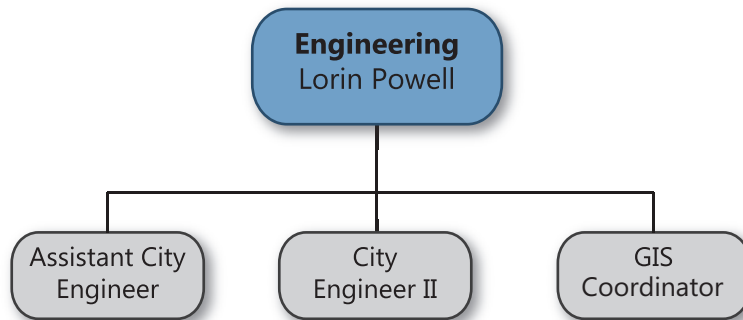 Engineering
Lorin Powell
Assistant City
Engineer
City
Engineer II
GIS
Coordinator